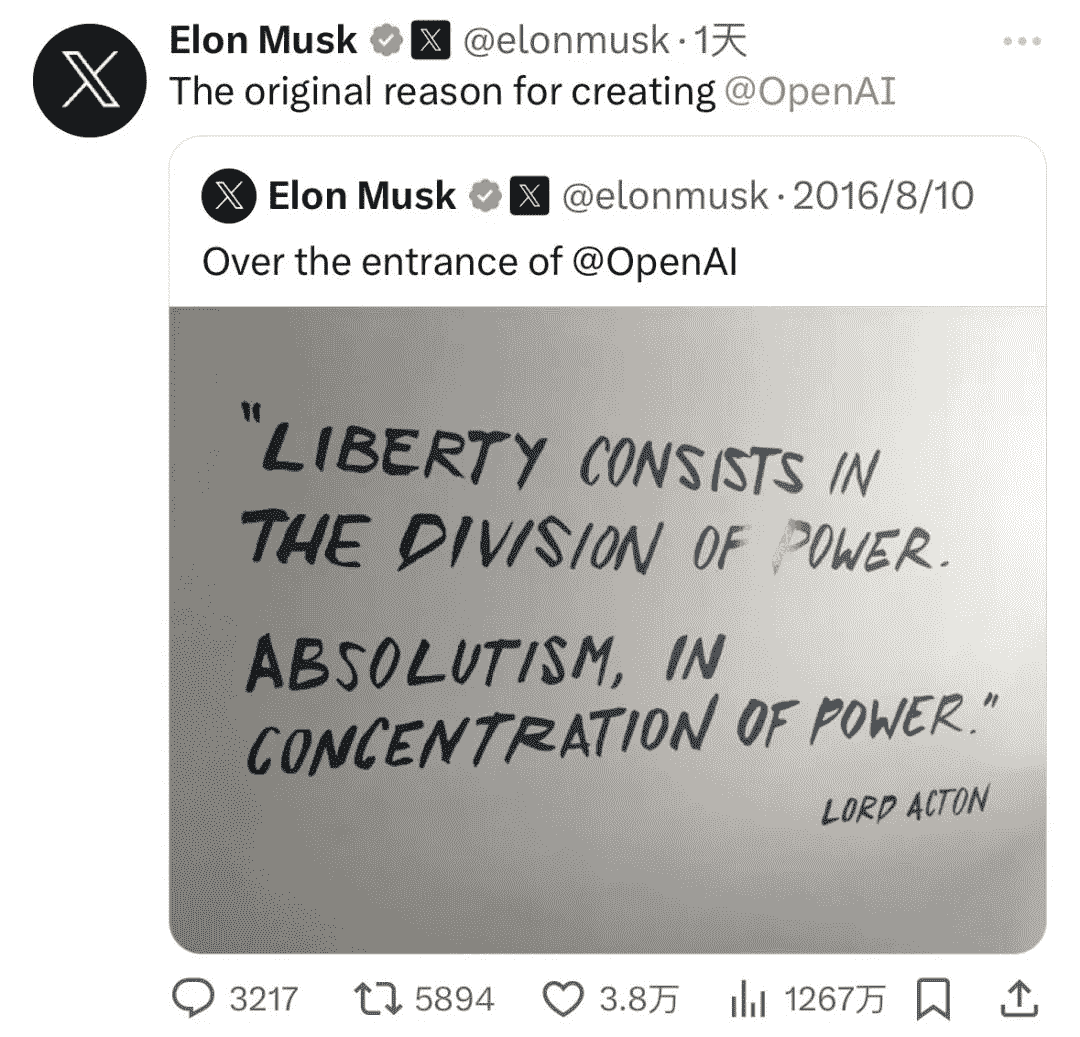 Elon Musk @elonmusk · 1天
The original reason for creating @OpenAI
Elon Musk @elonmusk · 2016/8/10
Over the entrance of @OpenAI
"LIBERTY CONSISTS IN
THE DIVISION OF POWER.
ABSOLUTISM, IN
CONCENTRATION OF POWER."
LORD ACTON
3217 5894 3.8万 1267万